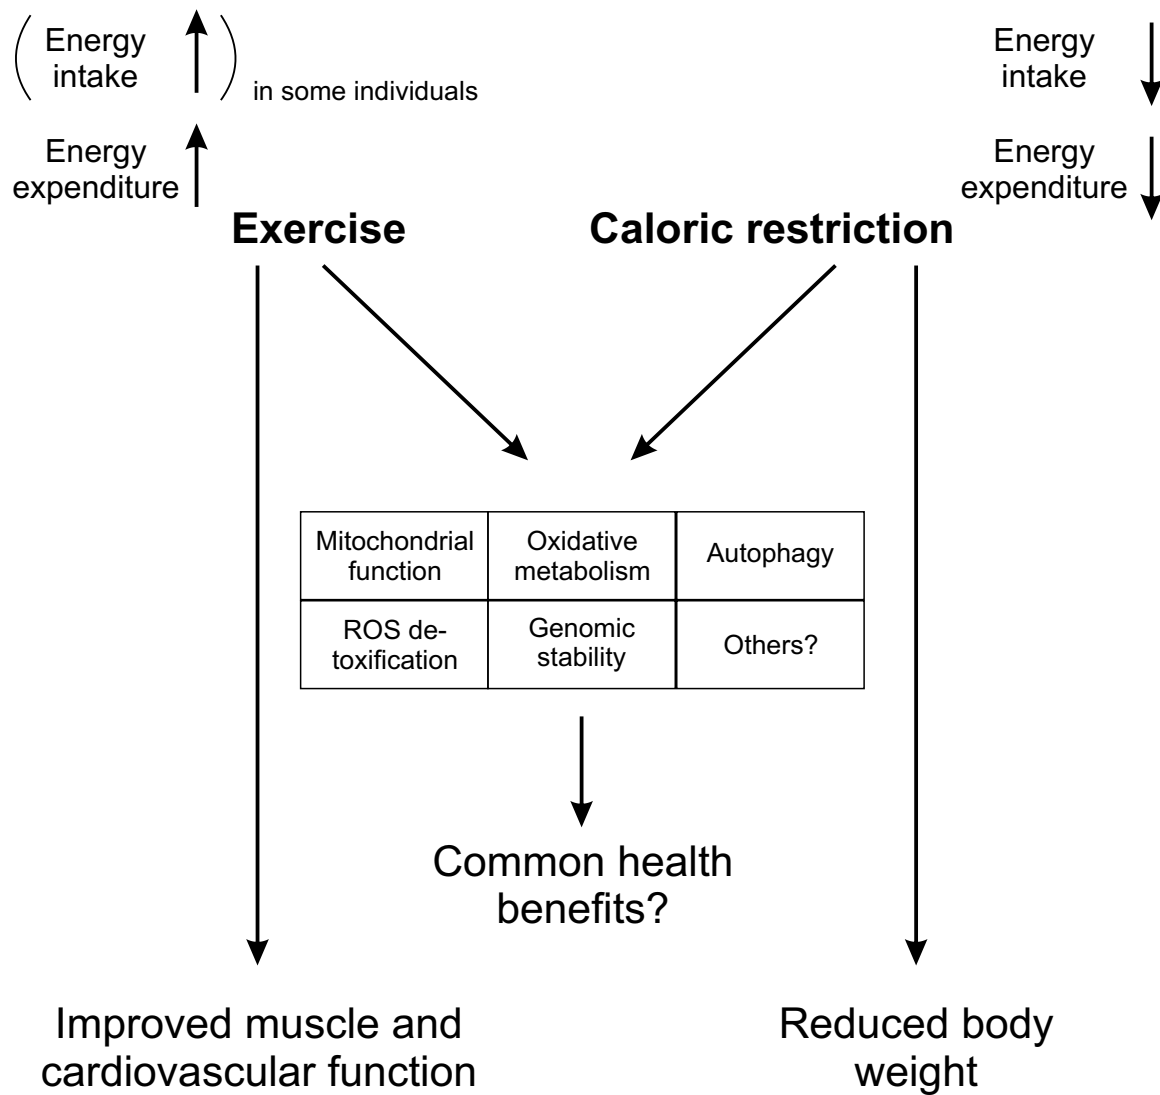 Energy
intake
in some individuals
Energy
expenditure
Energy
intake
Energy
expenditure
Exercise
Caloric restriction
Mitochondrial
function
Oxidative
metabolism
Autophagy
ROS de-
toxification
Genomic
stability
Others?
Common health
benefits?
Improved muscle and
cardiovascular function
Reduced body
weight